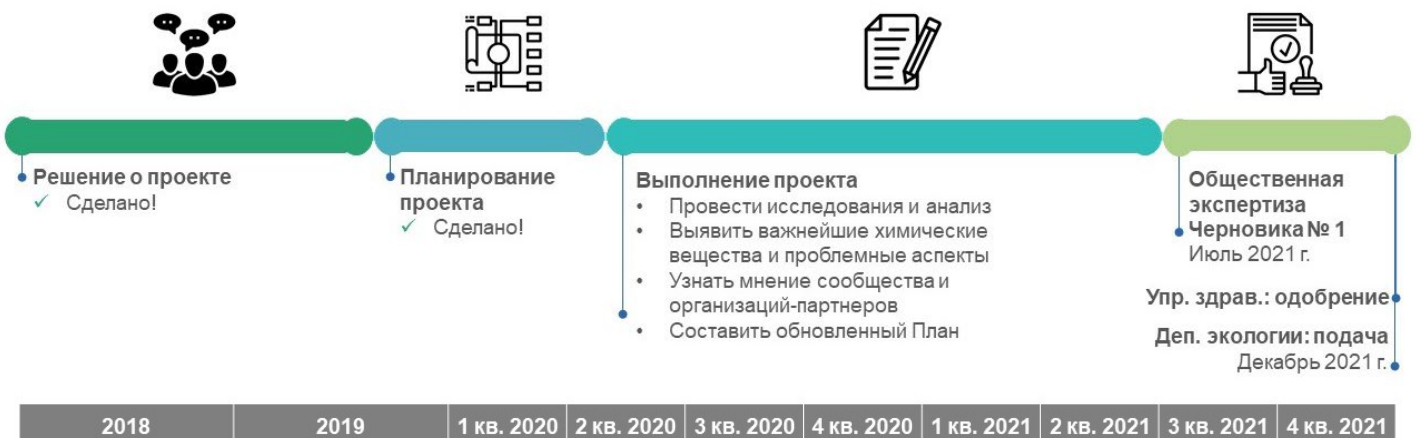 Решение о проекте
✓ Сделано!
Планирование
проекта
✓ Сделано!
Выполнение проекта
• Провести исследования и анализ
• Выявить важнейшие химические
вещества и проблемные аспекты
• Узнать мнение сообщества и
организаций-партнеров
• Составить обновленный План
Общественная
экспертиза
Черновика № 1
Июль 2021 г.
Упр. здрав.: одобрение
Деп. экологии: подача
Декабрь 2021 г.
2018 2019 1 кв. 2020 2 кв. 2020 3 кв. 2020 4 кв. 2020 1 кв. 2021 2 кв. 2021 3 кв. 2021 4 кв. 2021